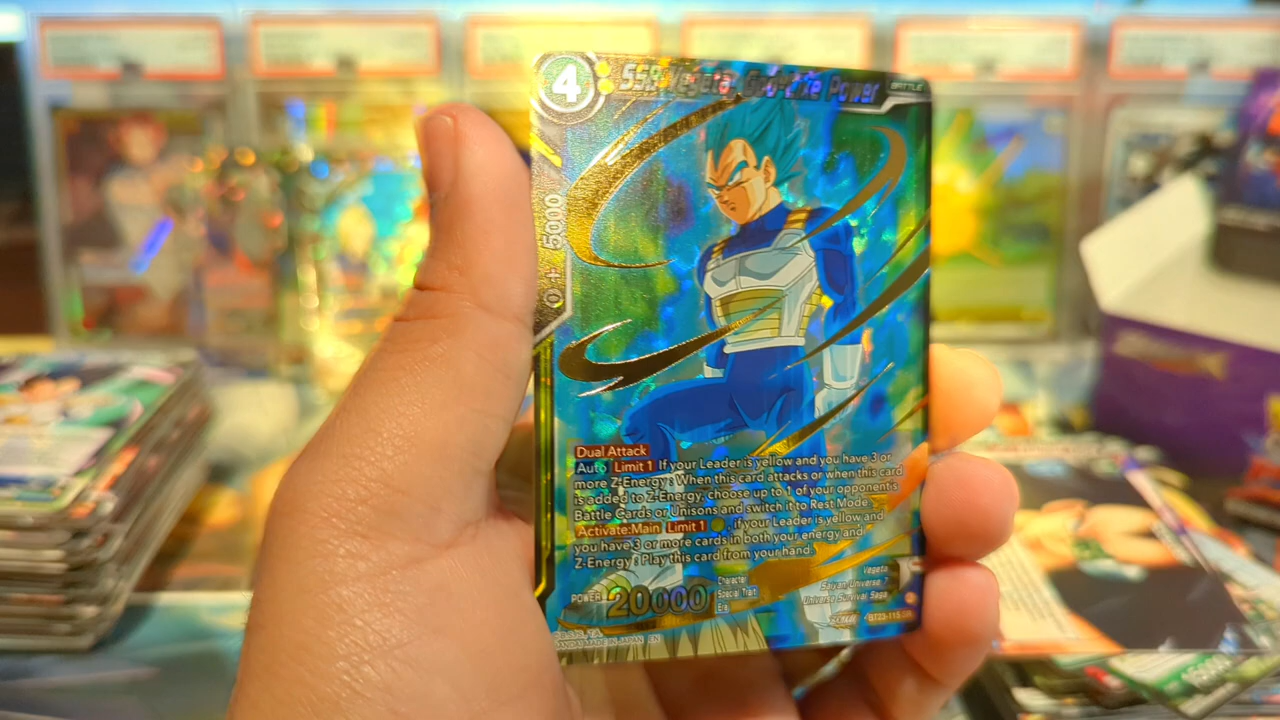 4
SSB Vegeta, God-Like Power
BATTLE
0 + 5000
Dual Attack
Auto Limit 1 If your Leader is yellow and you have 3 or
more Z-Energy : When this card attacks or when this card
is added to Z-Energy, choose up to 1 of your opponent's
Battle Cards or Unisons and switch it to Rest Mode.
Activate:Main Limit 1 , if your Leader is yellow and
you have 3 or more cards in both your energy and
Z-Energy : Play this card from your hand.
POWER 20000
Character Vegeta
Special Trait Saiyan Universe 7
Era Universe Survival Saga
BT23-115 SR
BANDAI MADE IN JAPAN EN